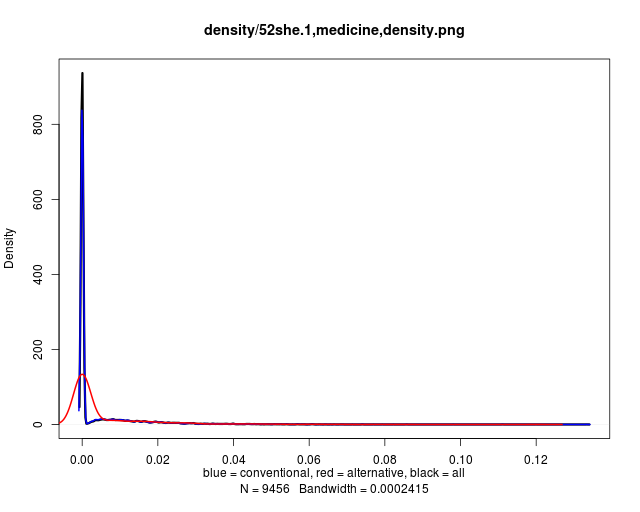 density/52she.1,medicine,density.png
Density
800
600
400
200
0
0.00 0.02 0.04 0.06 0.08 0.10 0.12
blue = conventional, red = alternative, black = all
N = 9456 Bandwidth = 0.0002415